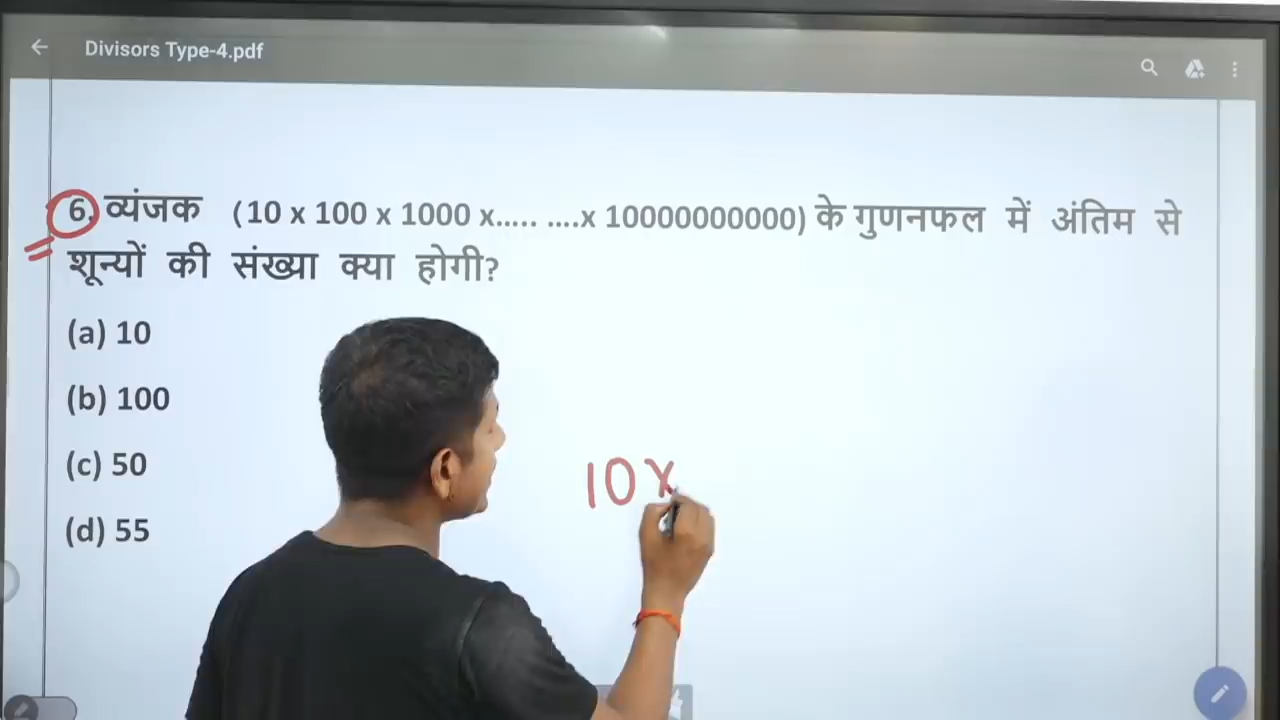 Divisors Type-4.pdf
6. व्यंजक (10 x 100 x 1000 x..... ....x 10000000000) के गुणनफल में अंतिम से
शून्यों की संख्या क्या होगी?
(a) 10
(b) 100
(c) 50
(d) 55
10 x